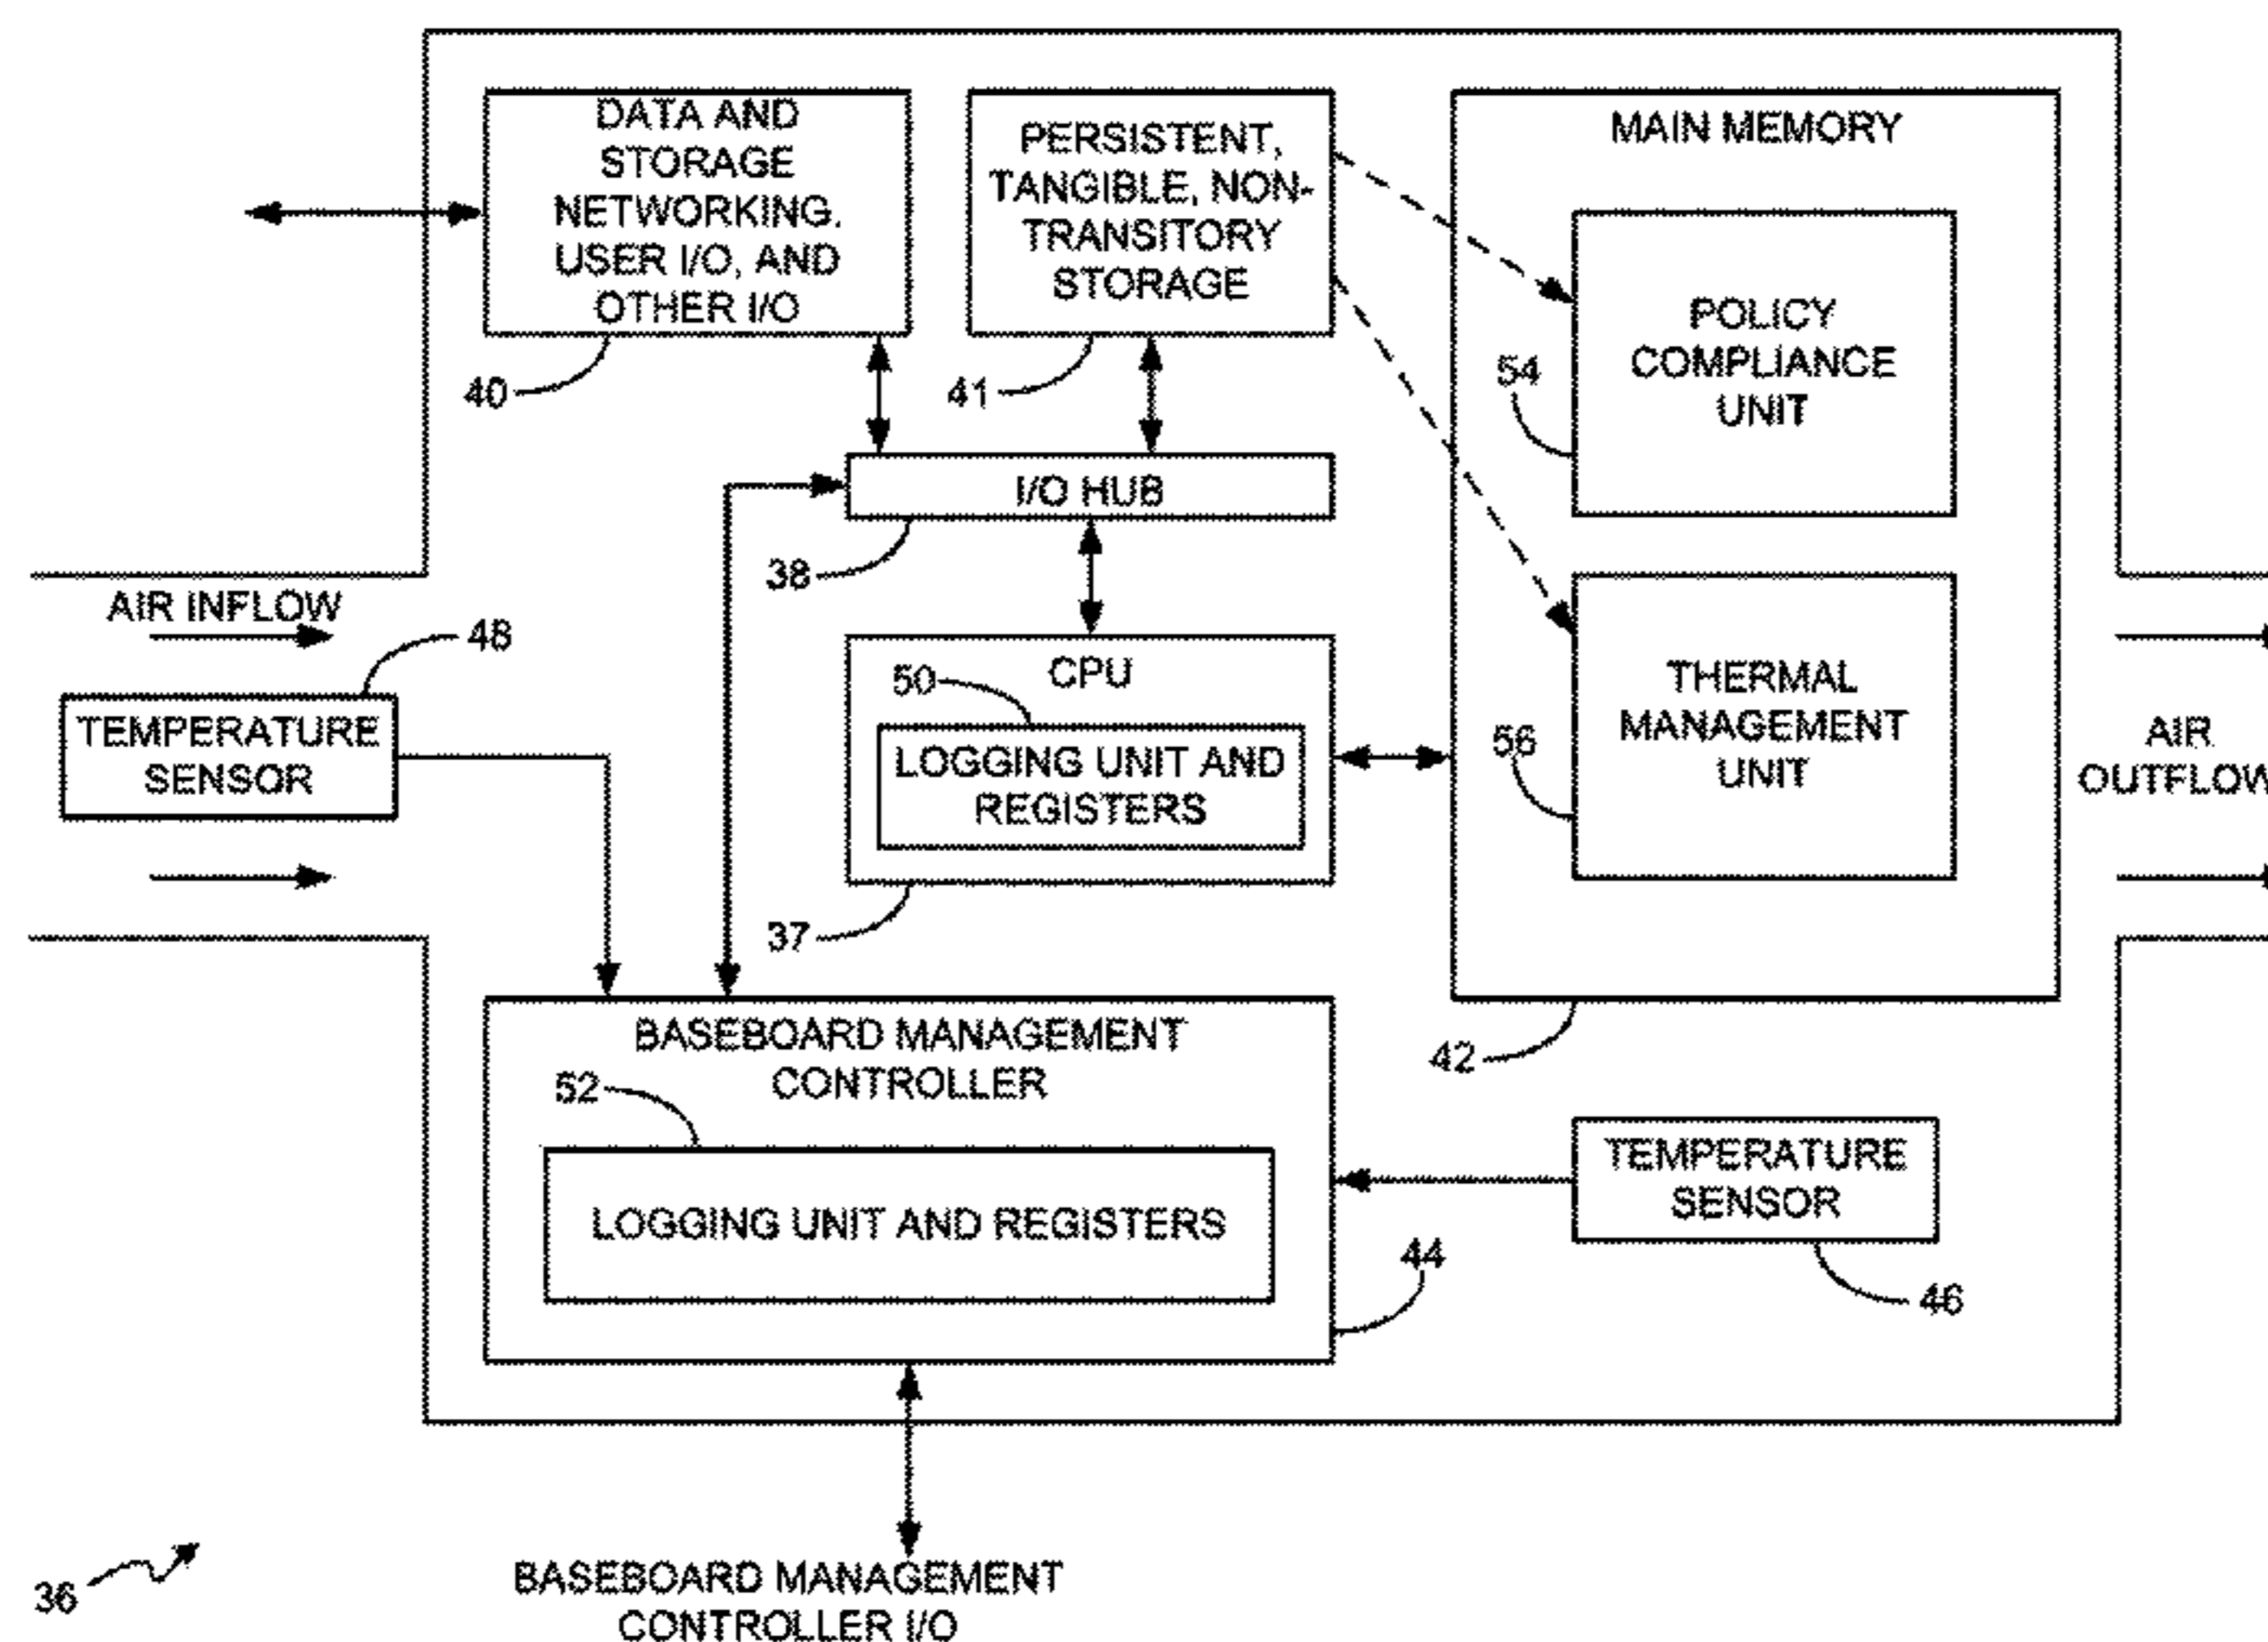 DATA AND
STORAGE
NETWORKING,
USER I/O, AND
OTHER I/O
40
PERSISTENT,
TANGIBLE, NON-
TRANSITORY
STORAGE
41
MAIN MEMORY
POLICY
COMPLIANCE
UNIT
54
I/O HUB
38
AIR INFLOW
48
TEMPERATURE
SENSOR
CPU
50
LOGGING UNIT AND
REGISTERS
37
THERMAL
MANAGEMENT
UNIT
56
AIR
OUTFLOW
42
BASEBOARD MANAGEMENT
CONTROLLER
52
LOGGING UNIT AND REGISTERS
44
TEMPERATURE
SENSOR
46
36
BASEBOARD MANAGEMENT
CONTROLLER I/O